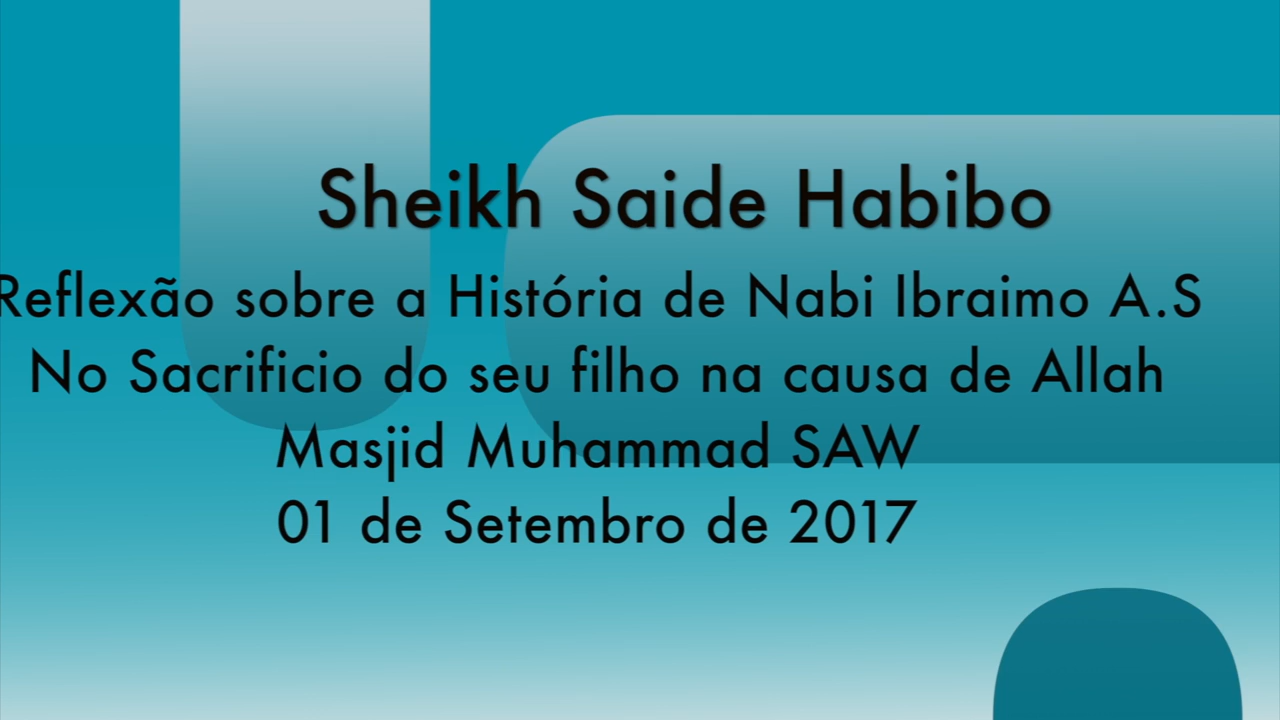 Sheikh Saide Habibo
Reflexão sobre a História de Nabi Ibraimo A.S
No Sacrificio do seu filho na causa de Allah
Masjid Muhammad SAW
01 de Setembro de 2017